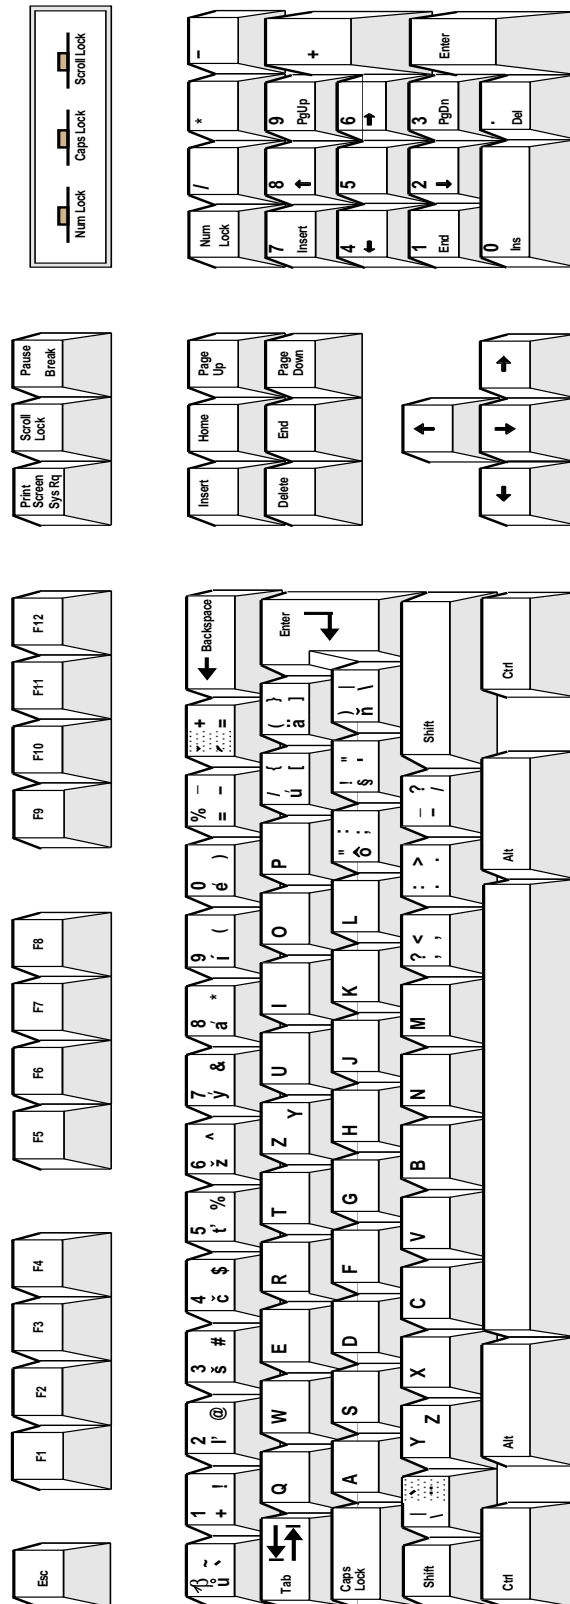 Esc
F1 F2 F3 F4
F5 F6 F7 F8
F9 F10 F11 F12
Print Screen Sys Rq
Scroll Lock
Pause Break
Num Lock
Caps Lock
Scroll Lock
1 ! +
2 @ ľ
3 # š
4 $ č
5 % ť
6 ^ ž
7 & ý
8 * á
9 ( í
0 ) é
% _ = -
+ =
← Backspace
Insert
Home
Page Up
Num Lock
/
*
-
Tab
Q W E R T Z Y U I O P
/ { ú [
( } ä ]
Enter
Delete
End
Page Down
7 Insert
8 ↑
9 PgUp
+
Caps Lock
A S D F G H J K L
" : ô ;
! " § '
) | ň \
4 ←
5
6 →
Shift
| \
Y Z X C V B N M
? < , ,
: > . .
_ ? - /
Shift
↑
1 End
2 ↓
3 PgDn
Enter
Ctrl
Alt
Alt
Ctrl
← ↓ →
0 Ins
. Del